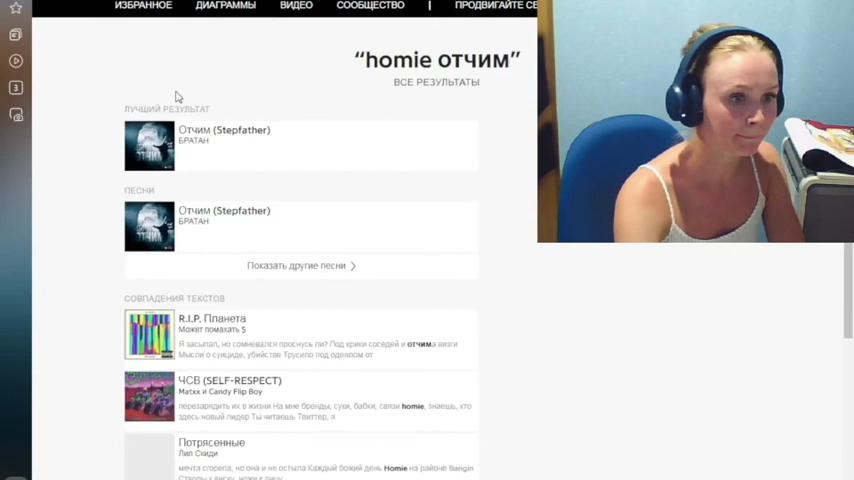 ИЗБРАННОЕ ДИАГРАММЫ ВИДЕО СООБЩЕСТВО | ПРОДВИГАЙТЕ СВ
3
“homie отчим”
ВСЕ РЕЗУЛЬТАТЫ
ЛУЧШИЙ РЕЗУЛЬТАТ
Отчим (Stepfather)
БРАТАН
ПЕСНИ
Отчим (Stepfather)
БРАТАН
Показать другие песни
СОВПАДЕНИЯ ТЕКСТОВ
R.I.P. Планета
Может помахать 5
Я засыпал, но сомневался проснусь ли? Под крики соседей и отчима визги
Мысли о суициде, убийстве Трусило под одеялом от
ЧСВ (SELF-RESPECT)
Matxx и Candy Flip Boy
перезарядить их в жизни На мне бренды, суки, бабки, связи homie, знаешь, кто
здесь новый лидер Ты читаешь Твиттер, я
Потрясенные
Лил Скиди
мечта сгорела, но она и не остыла Каждый божий день Homie на районе Bangin